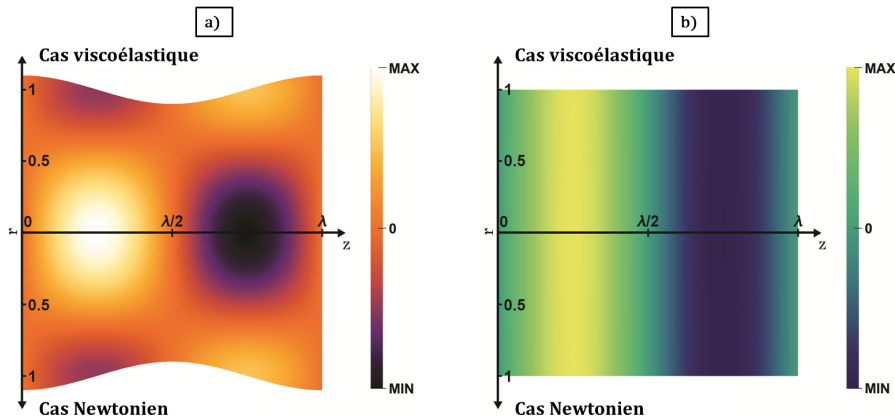 a)
Cas viscoélastique
1
0.5
0
λ/2
λ
r
z
0.5
1
Cas Newtonien
MAX
0
MIN
b)
Cas viscoélastique
1
0.5
0
λ/2
λ
r
z
0.5
1
Cas Newtonien
MAX
0
MIN